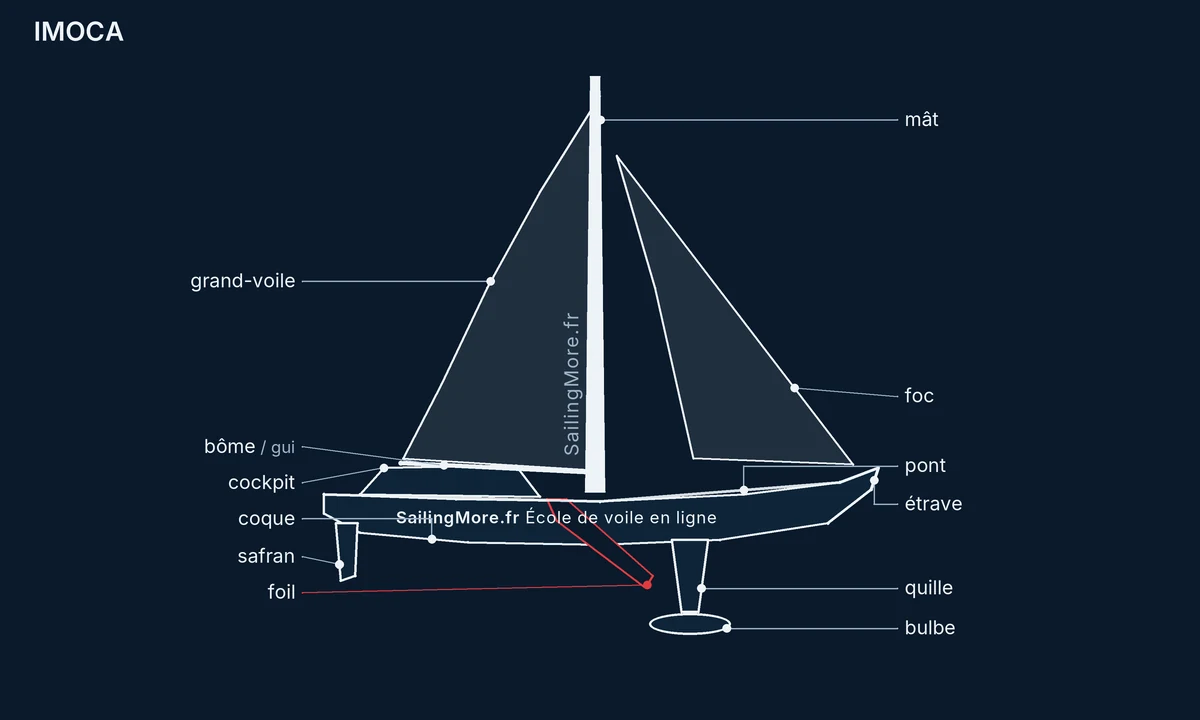 IMOCA
mât
grand-voile
SailingMore.fr
foc
bôme / gui
pont
cockpit
étrave
coque
SailingMore.fr École de voile en ligne
safran
foil
quille
bulbe